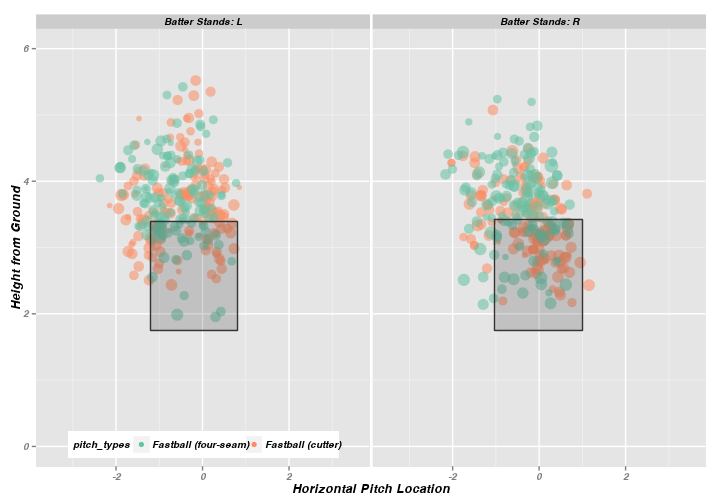 Batter Stands: L
Batter Stands: R
6
4
2
0
Height from Ground
pitch_types Fastball (four-seam) Fastball (cutter)
-2 0 2
-2 0 2
Horizontal Pitch Location